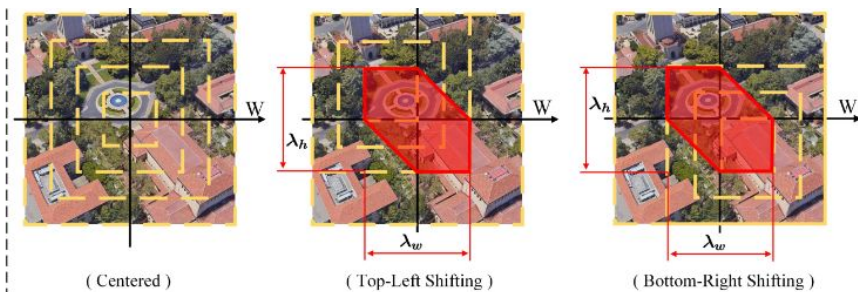 W
W
W
λh
λh
λw
λw
( Centered )
( Top-Left Shifting )
( Bottom-Right Shifting )